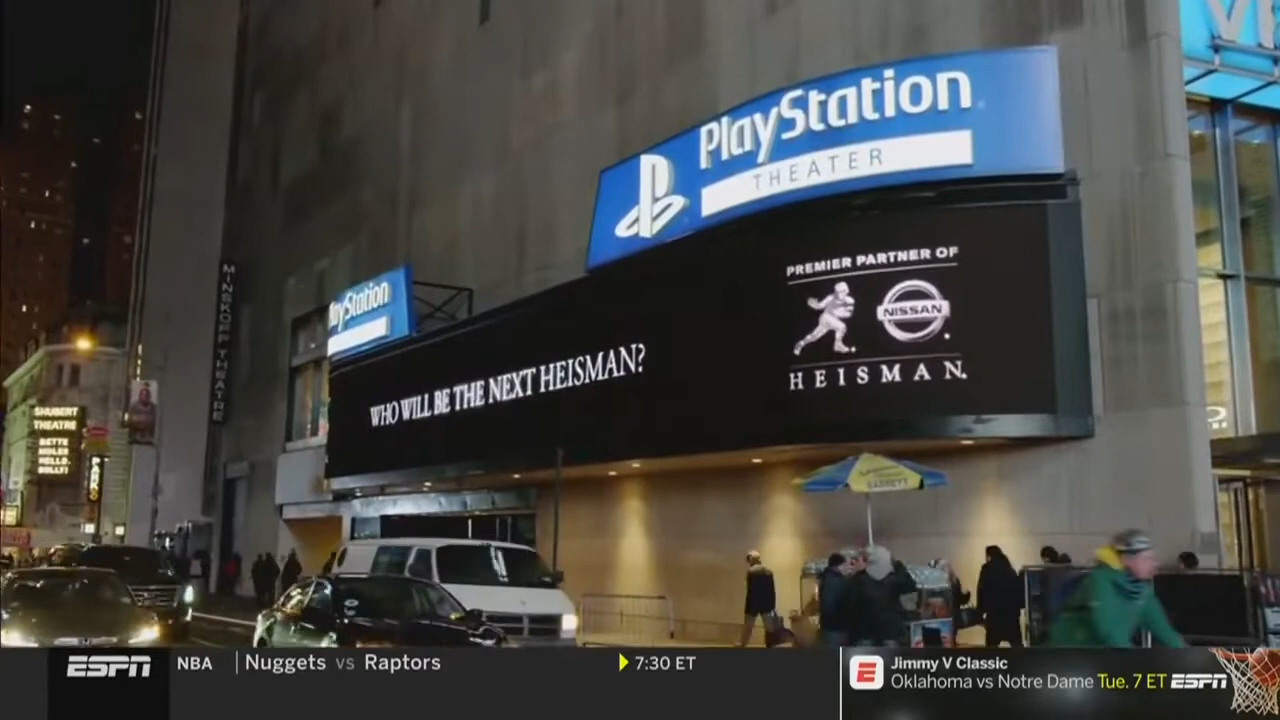 PlayStation
THEATER
PlayStation
PREMIER PARTNER OF
NISSAN
HEISMAN.
WHO WILL BE THE NEXT HEISMAN?
MINSKOFF THEATRE
SHUBERT
THEATRE
BETTE
MIDLER
HELLO,
DOLLY!
ESPN
NBA
Nuggets vs Raptors
7:30 ET
Jimmy V Classic
Oklahoma vs Notre Dame Tue. 7 ET ESPN